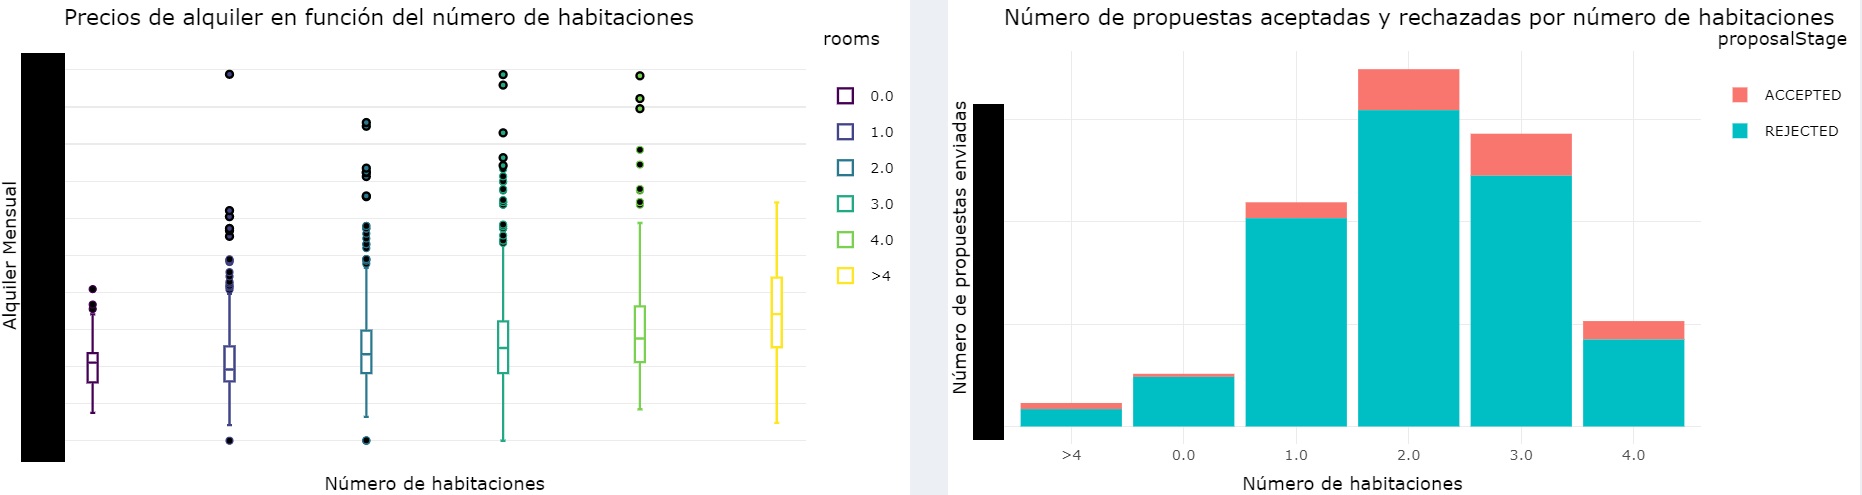 Precios de alquiler en función del número de habitaciones
rooms
0.0
1.0
2.0
3.0
4.0
>4
Alquiler Mensual
Número de habitaciones
Número de propuestas aceptadas y rechazadas por número de habitaciones
proposalStage
ACCEPTED
REJECTED
Número de propuestas enviadas
>4
0.0
1.0
2.0
3.0
4.0
Número de habitaciones